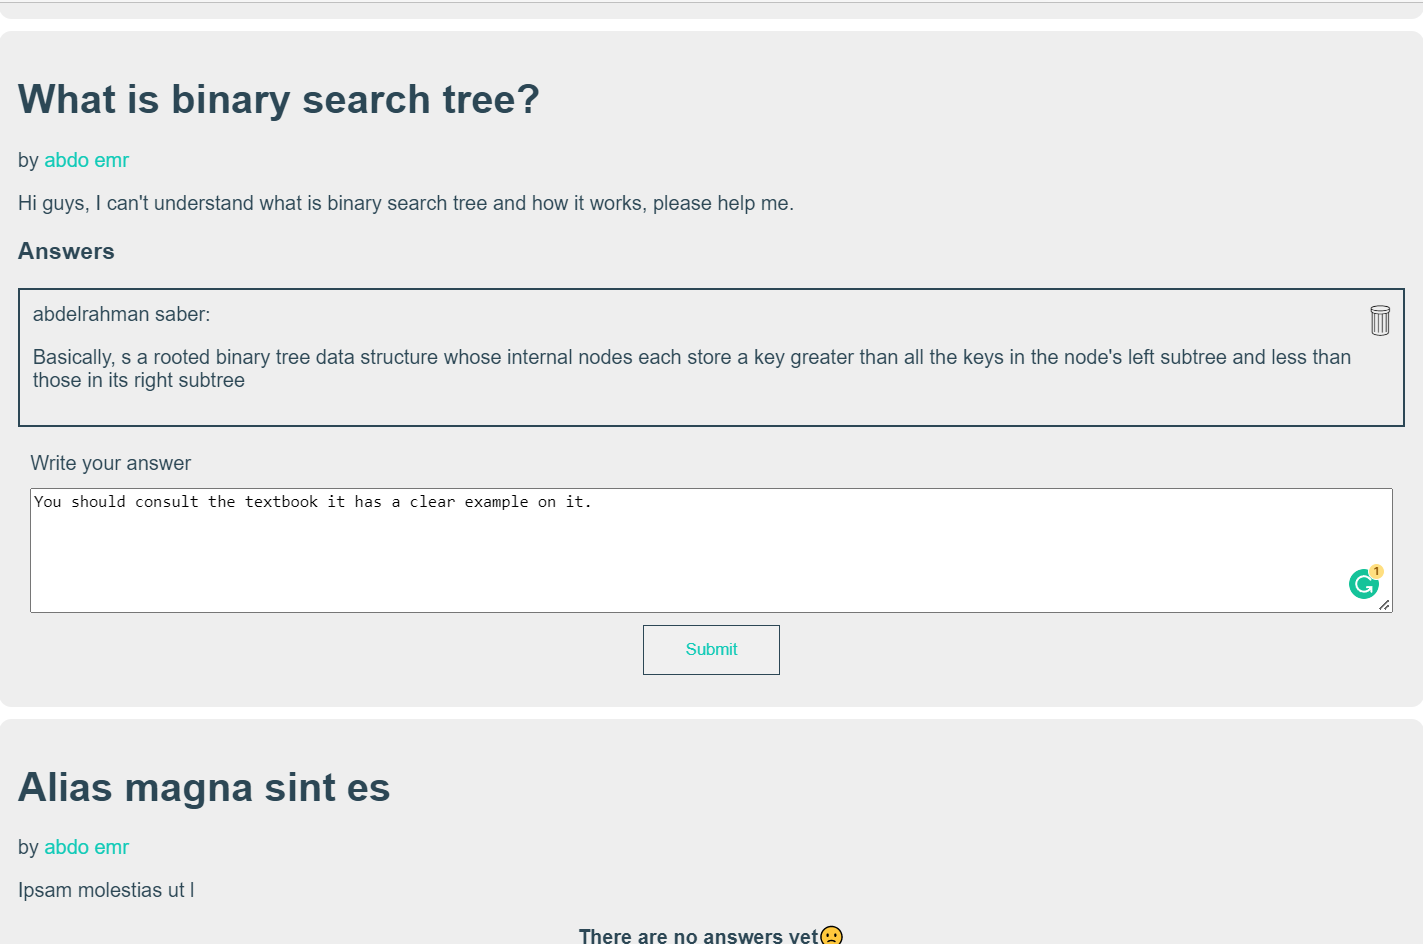 What is binary search tree?
by abdo emr
Hi guys, I can't understand what is binary search tree and how it works, please help me.
Answers
abdelrahman saber:
Basically, s a rooted binary tree data structure whose internal nodes each store a key greater than all the keys in the node's left subtree and less than
those in its right subtree
Write your answer
You should consult the textbook it has a clear example on it.
1
Submit
Alias magna sint es
by abdo emr
Ipsam molestias ut l
There are no answers yet🙁